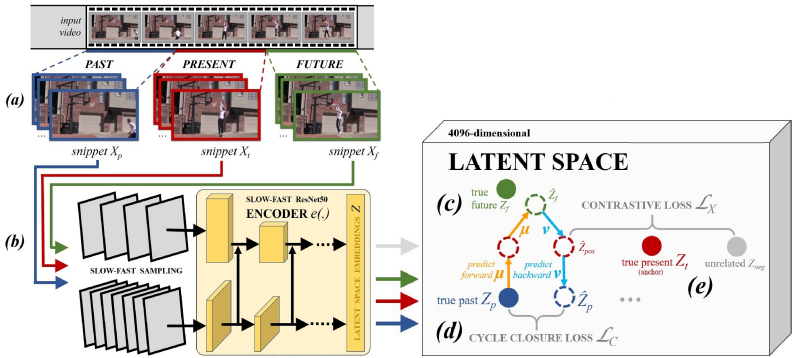 input
video
PAST
PRESENT
FUTURE
(a)
...
...
...
snippet Xp
snippet Xt
snippet Xf
(b)
SLOW-FAST SAMPLING
SLOW-FAST ResNet50
ENCODER e(.)
LATENT SPACE EMBEDDINGS Z
4096-dimensional
LATENT SPACE
(c)
true
future Zf
Ẑf
μ
ν
CONTRASTIVE LOSS ℒX
Ẑpos
true present Zt
(anchor)
unrelated Zneg
(e)
predict
forward μ
predict
backward ν
true past Zp
Ẑp
...
(d)
CYCLE CLOSURE LOSS ℒC